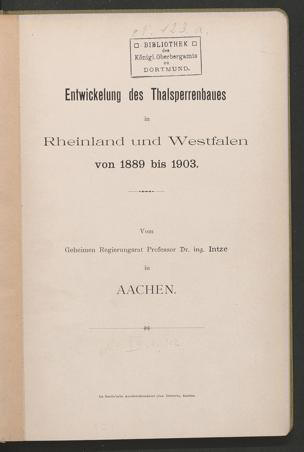 BIBLIOTHEK
des
Königl. Oberbergamts
zu
DORTMUND.
Entwickelung des Thalsperrenbaues
in
Rheinland und Westfalen
von 1889 bis 1903.
Vom
Geheimen Regierungsrat Professor Dr. ing. Intze
in
AACHEN.